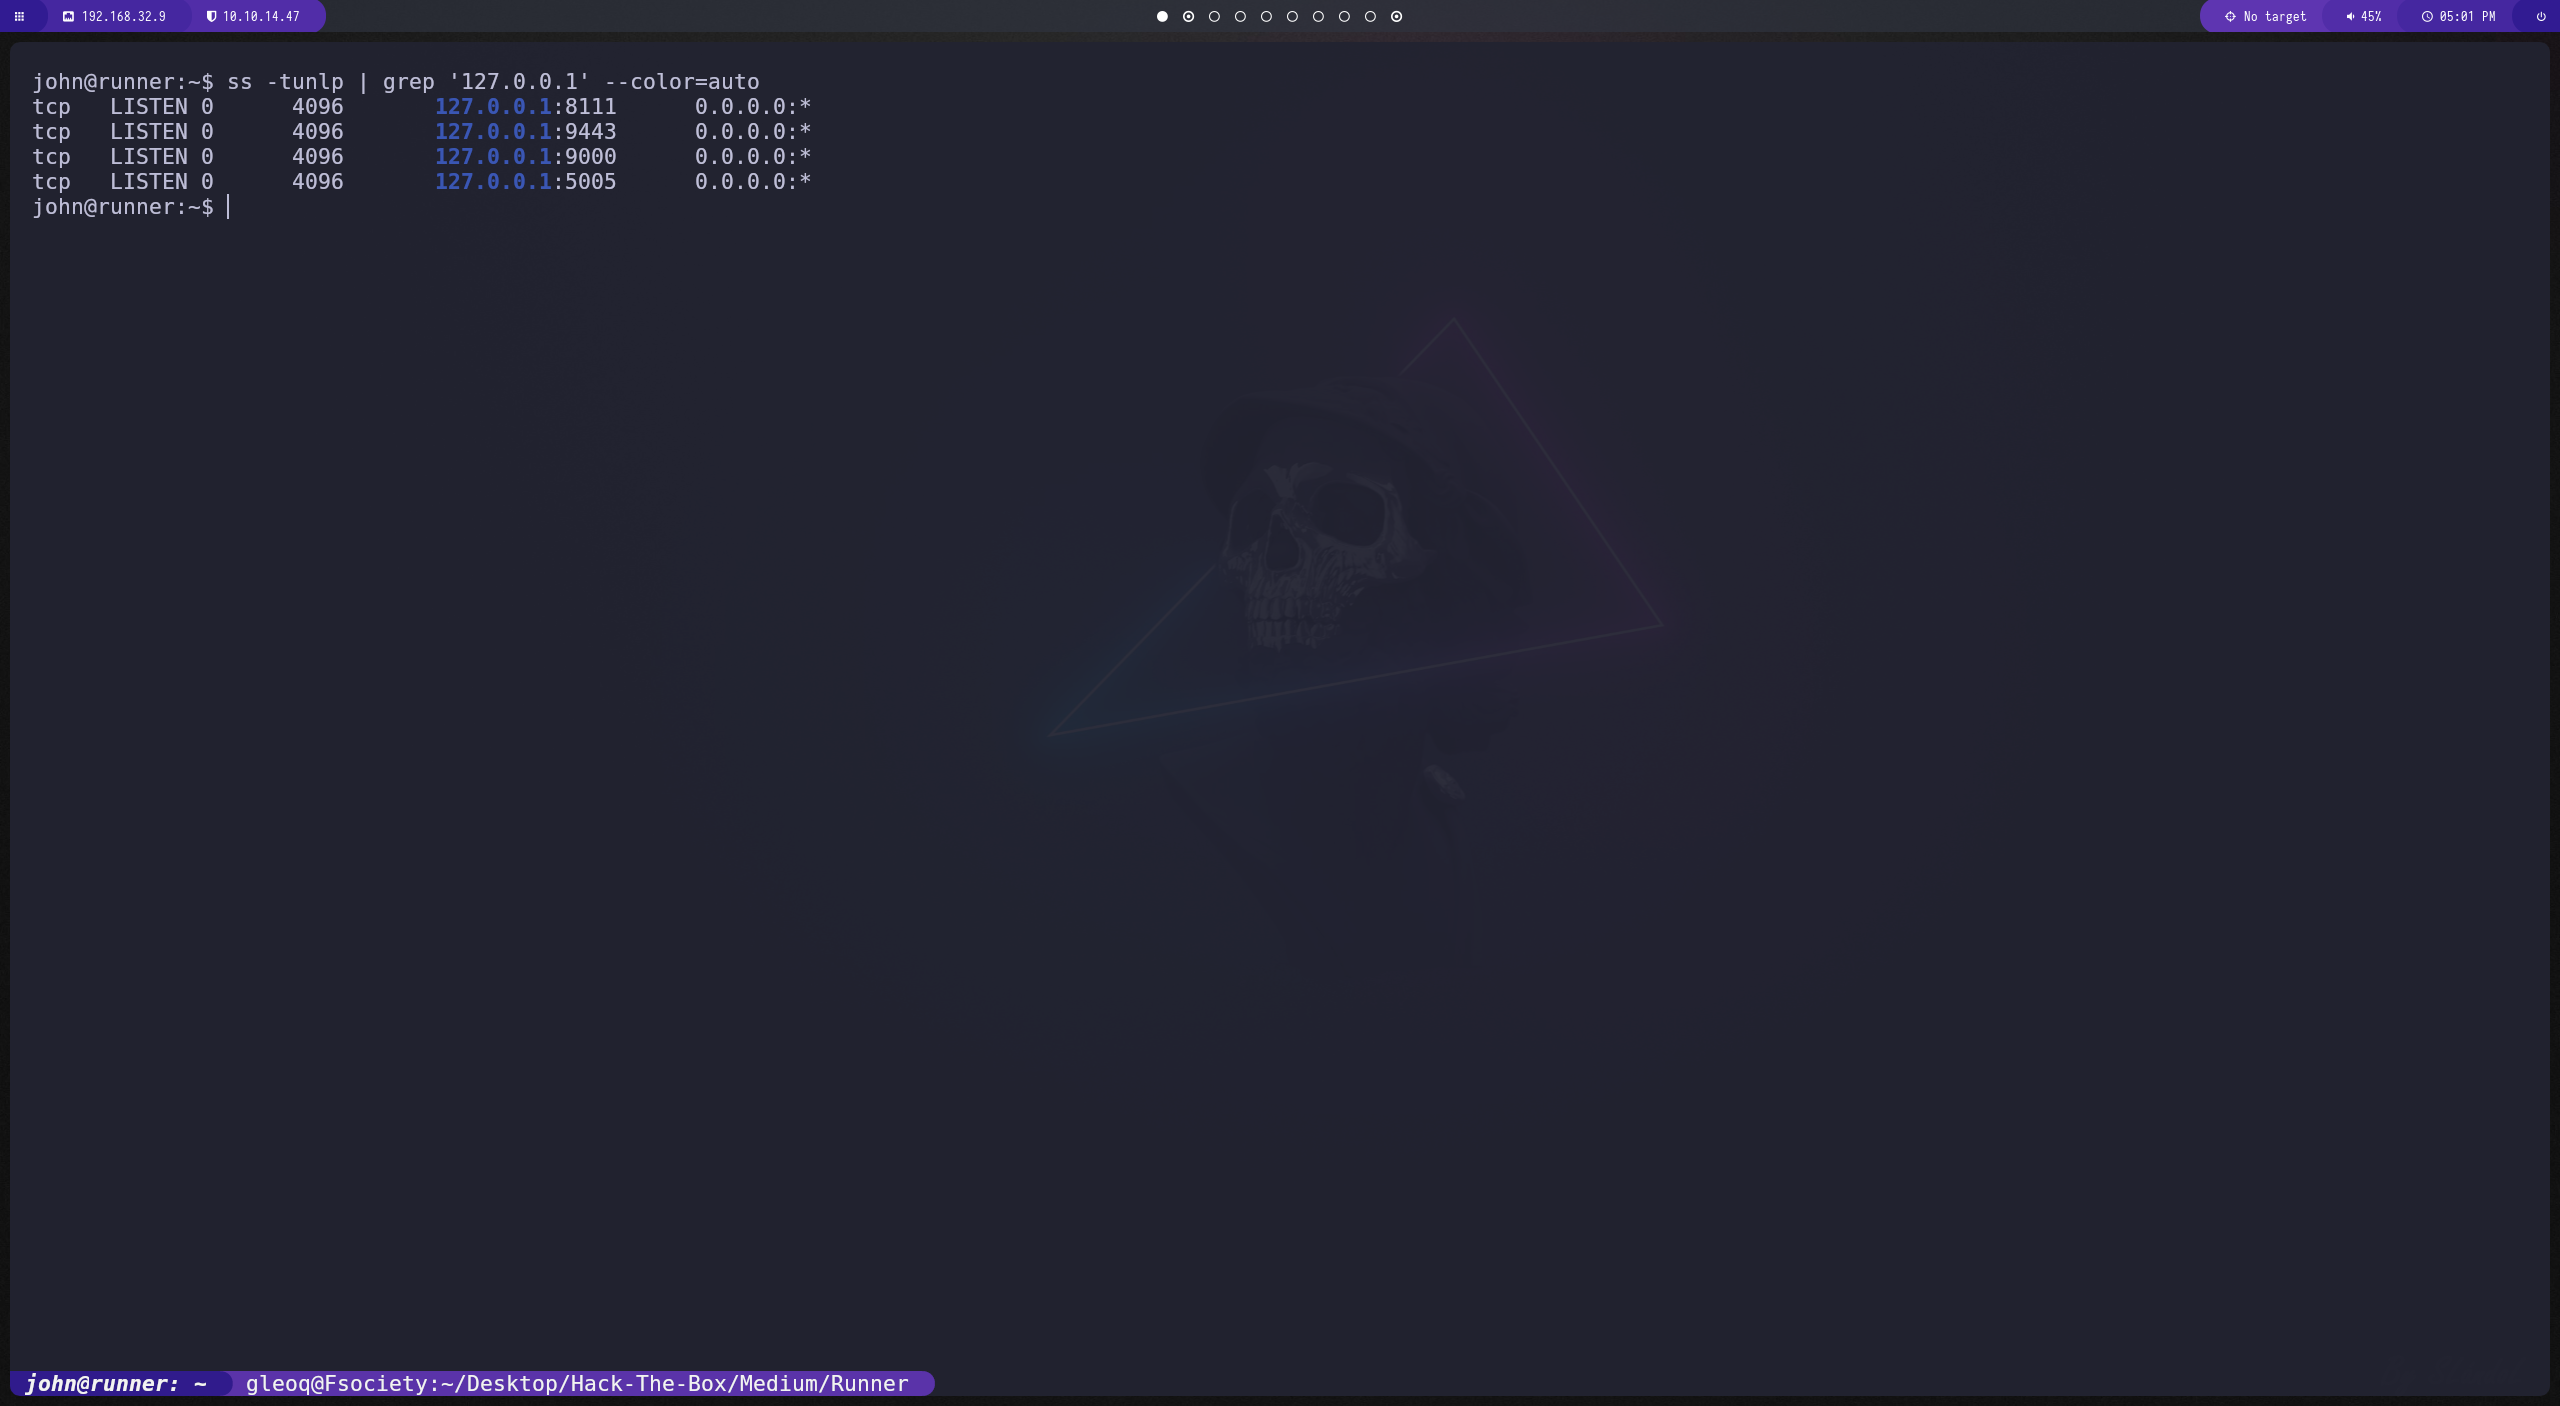 192.168.32.9 10.10.14.47 No target 45% 05:01 PM
john@runner:~$ ss -tunlp | grep '127.0.0.1' --color=auto
tcp LISTEN 0 4096 127.0.0.1:8111 0.0.0.0:*
tcp LISTEN 0 4096 127.0.0.1:9443 0.0.0.0:*
tcp LISTEN 0 4096 127.0.0.1:9000 0.0.0.0:*
tcp LISTEN 0 4096 127.0.0.1:5005 0.0.0.0:*
john@runner:~$
john@runner: ~ gleoq@Fsociety:~/Desktop/Hack-The-Box/Medium/Runner